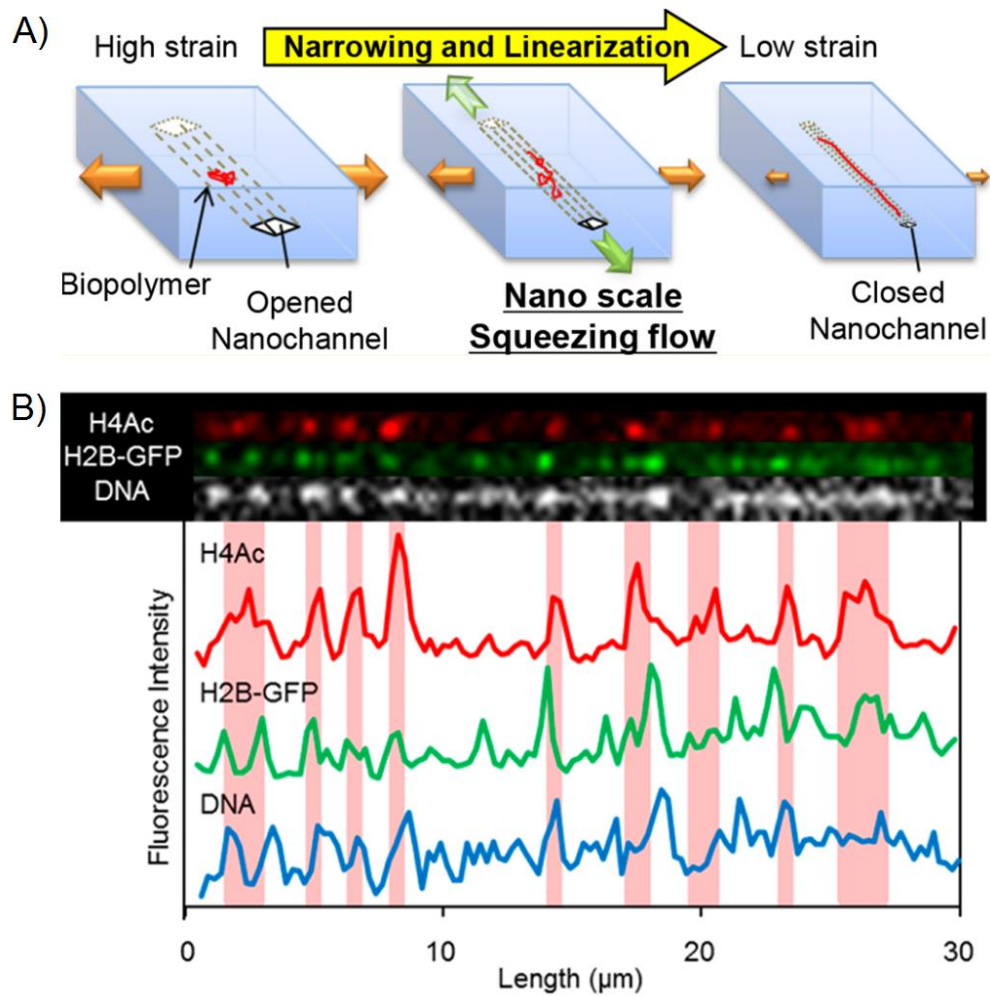 A)
High strain
Narrowing and Linearization
Low strain
Biopolymer
Opened
Nanochannel
Nano scale
Squeezing flow
Closed
Nanochannel
B)
H4Ac
H2B-GFP
DNA
Fluorescence Intensity
H4Ac
H2B-GFP
DNA
0 10 20 30
Length (μm)